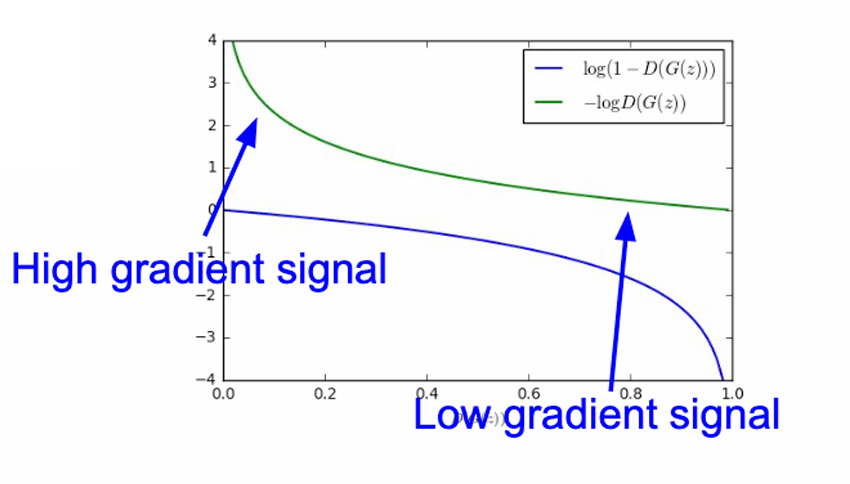 4
3
2
1
0
−1
−2
−3
−4
log(1 − D(G(z)))
−logD(G(z))
High gradient signal
0.0 0.2 0.4 0.6 0.8 1.0
Low gradient signal